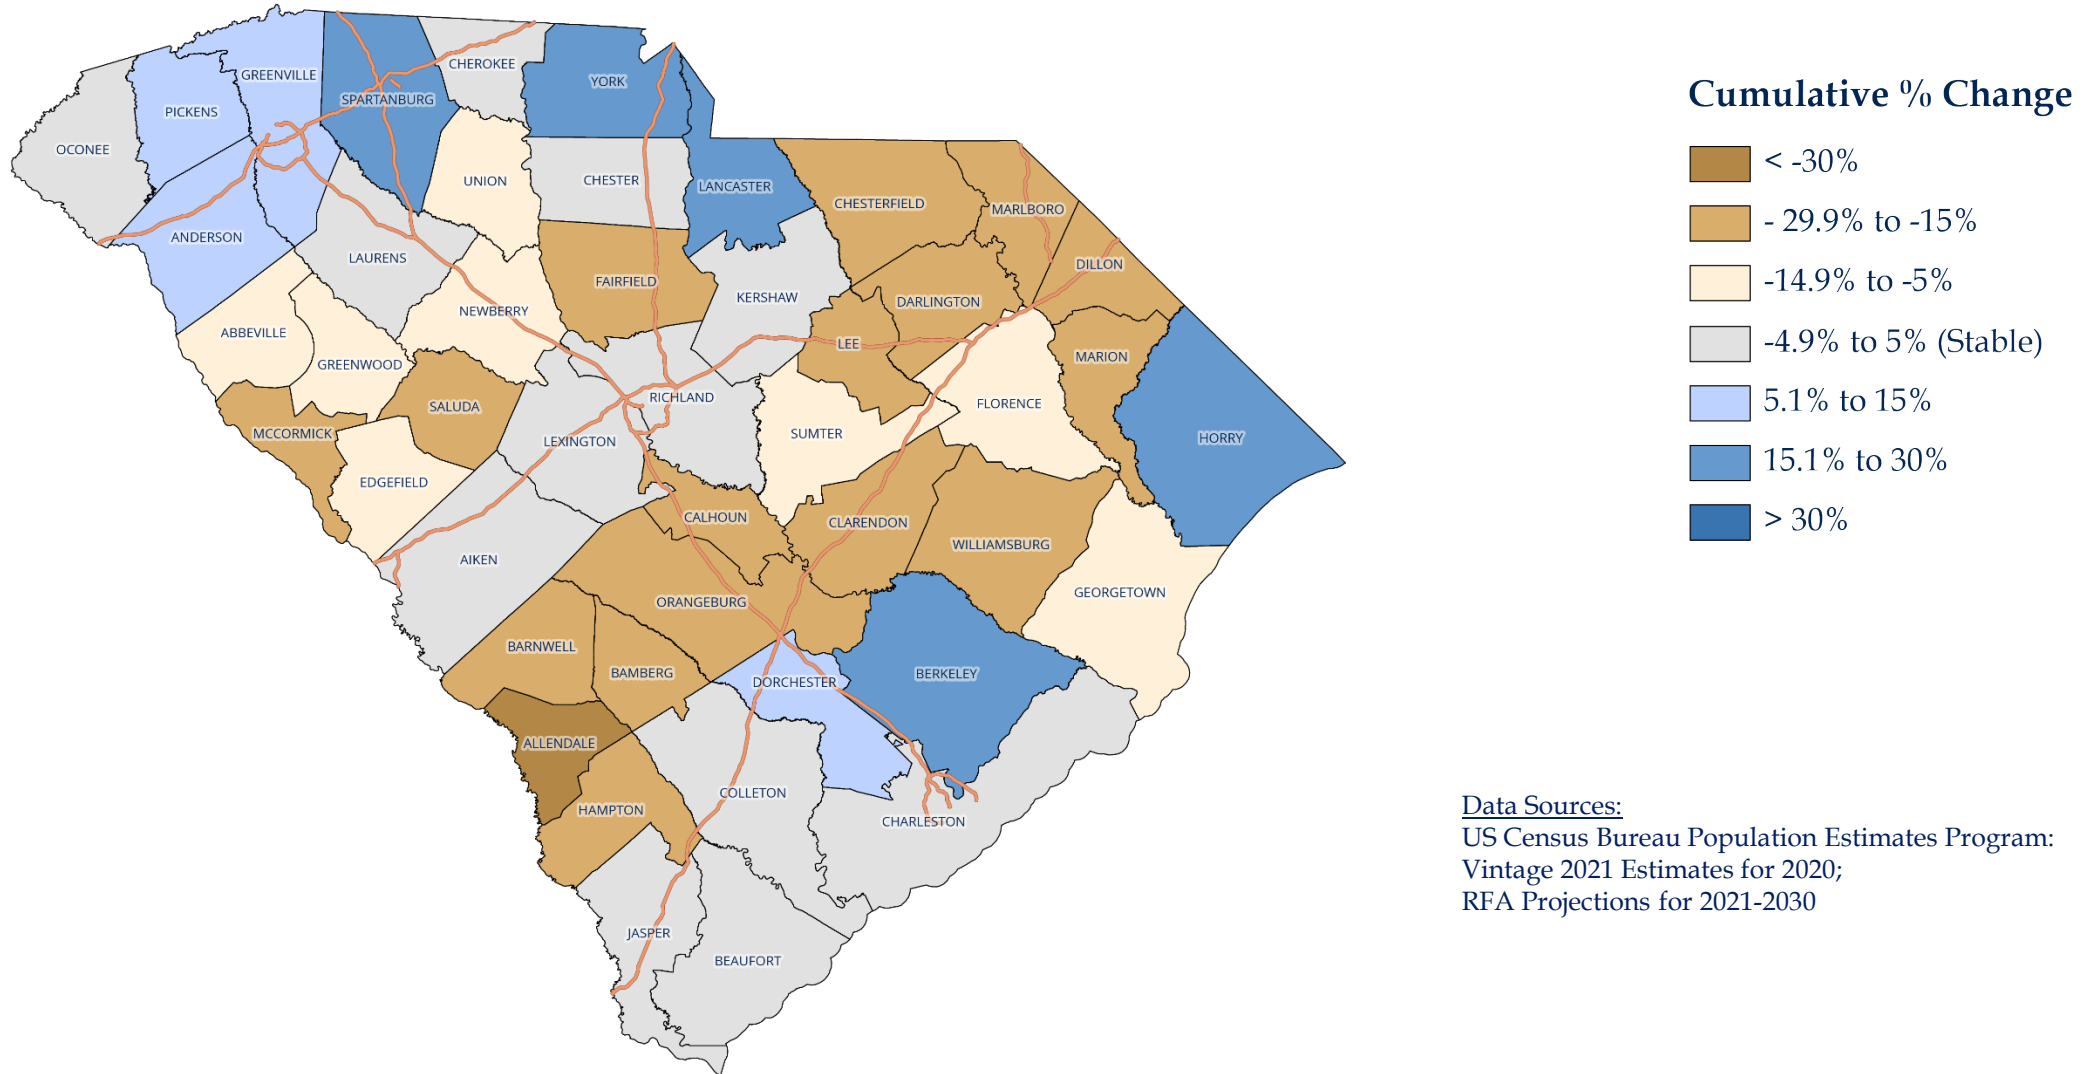 Cumulative % Change
< -30%
- 29.9% to -15%
-14.9% to -5%
-4.9% to 5% (Stable)
5.1% to 15%
15.1% to 30%
> 30%
CHEROKEE
GREENVILLE
YORK
SPARTANBURG
PICKENS
OCONEE
UNION
CHESTER
LANCASTER
CHESTERFIELD
MARLBORO
ANDERSON
LAURENS
DILLON
FAIRFIELD
KERSHAW
DARLINGTON
NEWBERRY
ABBEVILLE
LEE
MARION
GREENWOOD
RICHLAND
FLORENCE
SALUDA
MCCORMICK
SUMTER
HORRY
LEXINGTON
EDGEFIELD
CALHOUN
CLARENDON
WILLIAMSBURG
AIKEN
GEORGETOWN
ORANGEBURG
BARNWELL
BAMBERG
BERKELEY
DORCHESTER
ALLENDALE
COLLETON
HAMPTON
CHARLESTON
JASPER
BEAUFORT
Data Sources:
US Census Bureau Population Estimates Program:
Vintage 2021 Estimates for 2020;
RFA Projections for 2021-2030